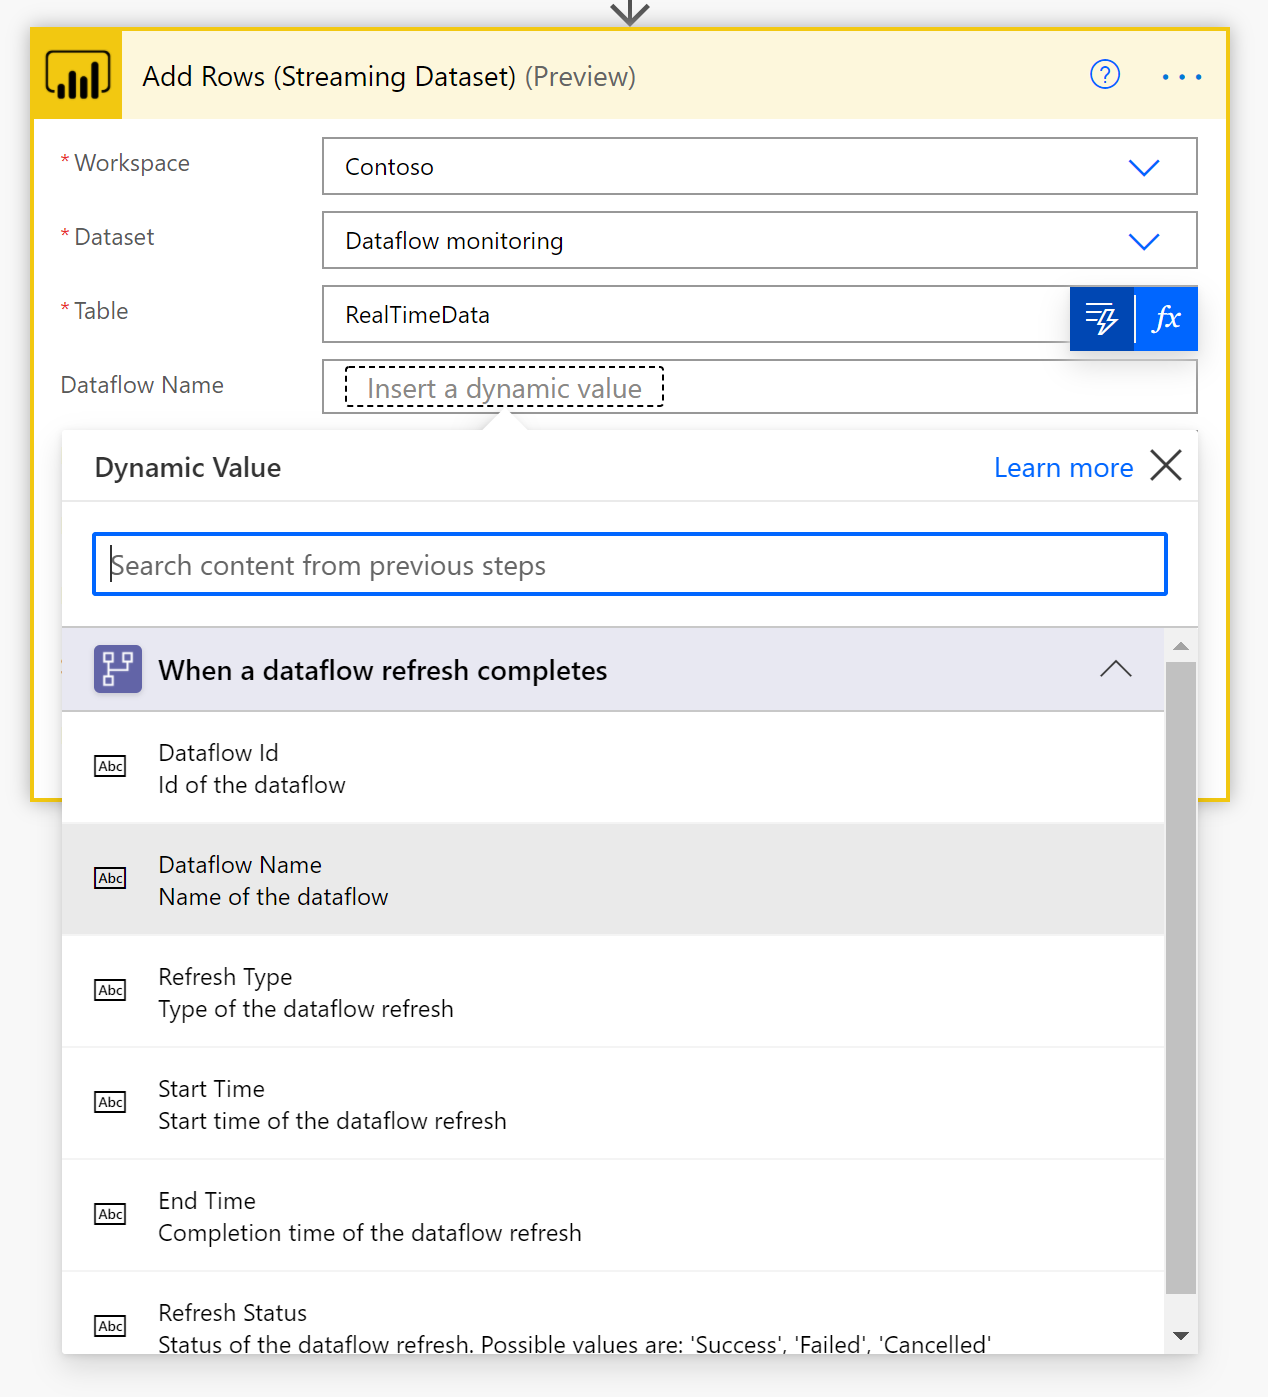 Add Rows (Streaming Dataset) (Preview)
?
* Workspace
Contoso
* Dataset
Dataflow monitoring
* Table
RealTimeData
fx
Dataflow Name
Insert a dynamic value
Dynamic Value
Learn more
Search content from previous steps
When a dataflow refresh completes
Abc
Dataflow Id
Id of the dataflow
Abc
Dataflow Name
Name of the dataflow
Abc
Refresh Type
Type of the dataflow refresh
Abc
Start Time
Start time of the dataflow refresh
Abc
End Time
Completion time of the dataflow refresh
Abc
Refresh Status
Status of the dataflow refresh. Possible values are: 'Success', 'Failed', 'Cancelled'